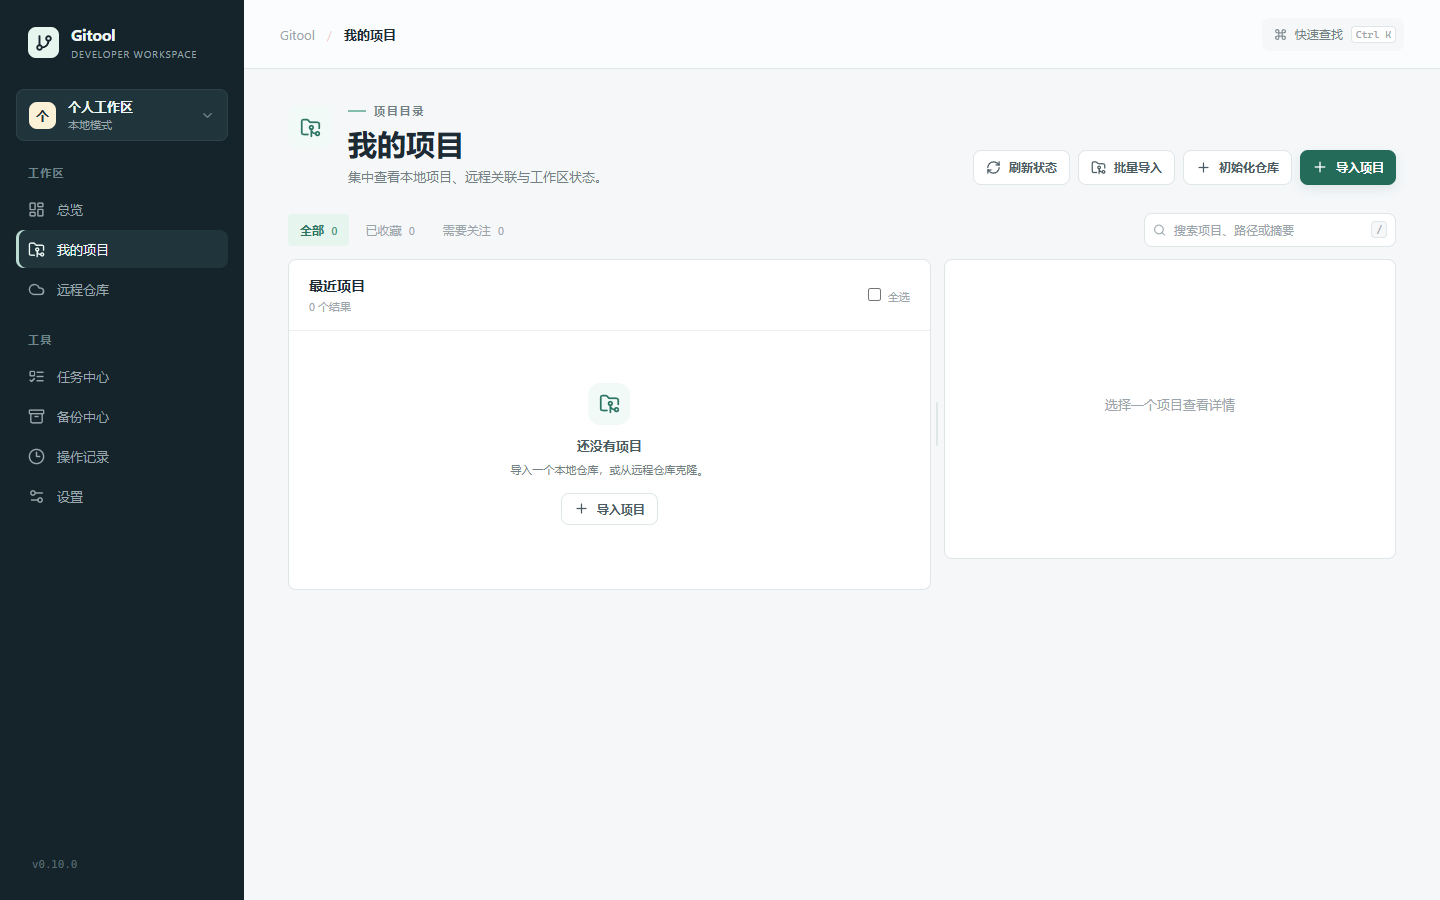 Gitool
DEVELOPER WORKSPACE
个
个人工作区
本地模式
工作区
总览
我的项目
远程仓库
工具
任务中心
备份中心
操作记录
设置
v0.10.0
Gitool / 我的项目
⌘ 快速查找 Ctrl K
项目目录
我的项目
集中查看本地项目、远程关联与工作区状态。
刷新状态
批量导入
初始化仓库
导入项目
全部 0
已收藏 0
需要关注 0
搜索项目、路径或摘要 /
最近项目
0 个结果
全选
还没有项目
导入一个本地仓库，或从远程仓库克隆。
导入项目
选择一个项目查看详情